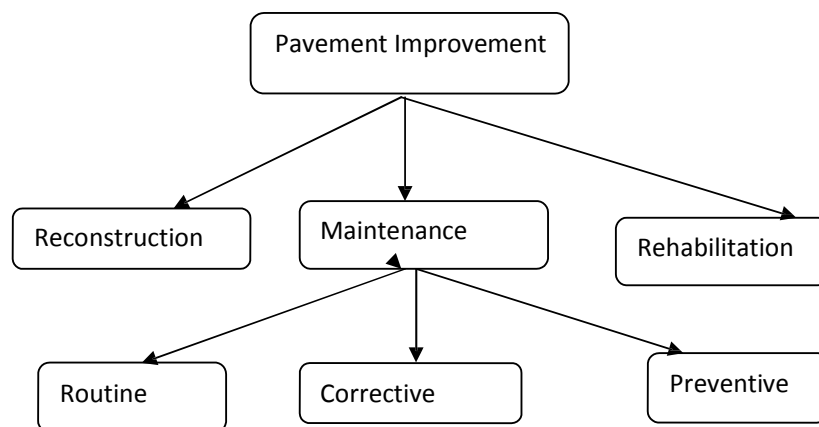 Pavement Improvement
Reconstruction
Maintenance
Rehabilitation
Routine
Corrective
Preventive